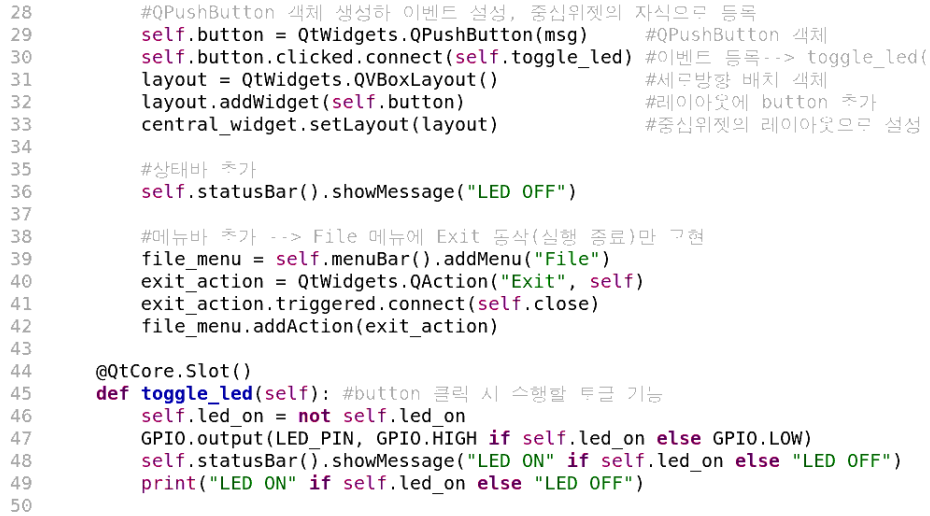 28 #QPushButton 객체 생성하 이벤트 설정, 중심위젯의 자식으로 등록
29 self.button = QtWidgets.QPushButton(msg) #QPushButton 객체
30 self.button.clicked.connect(self.toggle_led) #이벤트 등록--> toggle_led(
31 layout = QtWidgets.QVBoxLayout() #세로방향 배치 객체
32 layout.addWidget(self.button) #레이아웃에 button 추가
33 central_widget.setLayout(layout) #중심위젯의 레이아웃으로 설정
34
35 #상태바 추가
36 self.statusBar().showMessage("LED OFF")
37
38 #메뉴바 추가 --> File 메뉴에 Exit 동작(실행 종료)만 구현
39 file_menu = self.menuBar().addMenu("File")
40 exit_action = QtWidgets.QAction("Exit", self)
41 exit_action.triggered.connect(self.close)
42 file_menu.addAction(exit_action)
43
44 @QtCore.Slot()
45 def toggle_led(self): #button 클릭 시 수행할 토글 기능
46 self.led_on = not self.led_on
47 GPIO.output(LED_PIN, GPIO.HIGH if self.led_on else GPIO.LOW)
48 self.statusBar().showMessage("LED ON" if self.led_on else "LED OFF")
49 print("LED ON" if self.led_on else "LED OFF")
50